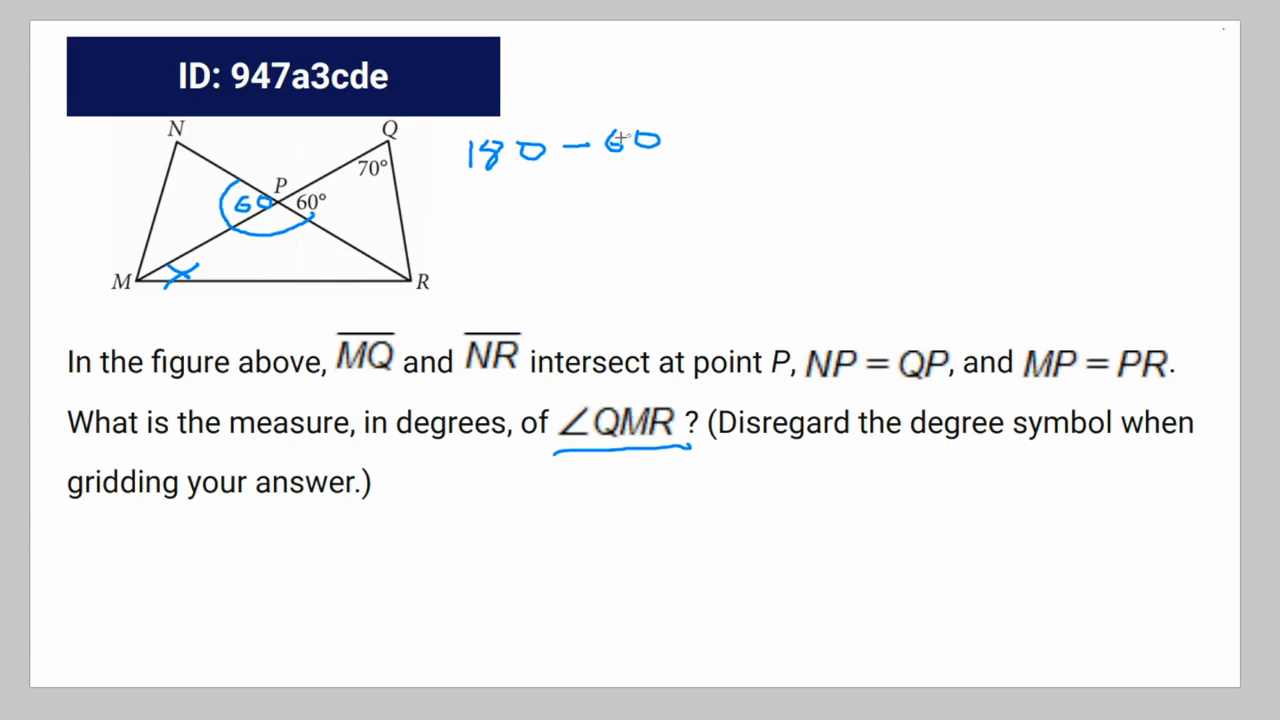 ID: 947a3cde
N
Q
180 - 60
70°
P
60
60°
M
x
R
In the figure above, MQ and NR intersect at point P, NP = QP, and MP = PR.
What is the measure, in degrees, of ∠QMR ? (Disregard the degree symbol when
gridding your answer.)